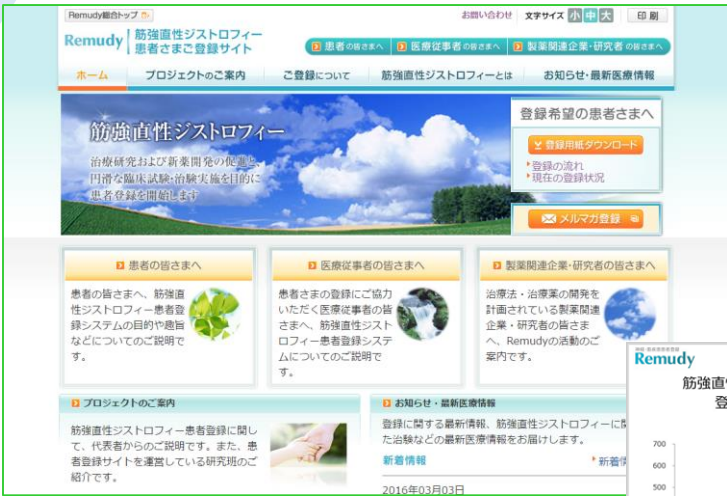 Remudy総合トップ
お問い合わせ 文字サイズ 小 中 大 印刷
Remudy 筋強直性ジストロフィー
患者さまご登録サイト
患者の皆さまへ 医療従事者の皆さまへ 製薬関連企業・研究者の皆さまへ
ホーム プロジェクトのご案内 ご登録について 筋強直性ジストロフィーとは お知らせ・最新医療情報
筋強直性ジストロフィー
治療研究および新薬開発の促進と、
円滑な臨床試験・治験実施を目的に
患者登録を開始します
登録希望の患者さまへ
登録用紙ダウンロード
登録の流れ
現在の登録状況
メルマガ登録
患者の皆さまへ
患者の皆さまへ、筋強直
性ジストロフィー患者登
録システムの目的や趣旨
などについてのご説明で
す。
医療従事者の皆さまへ
患者さまの登録にご協力
いただく医療従事者の皆
さまへ、筋強直性ジスト
ロフィー患者登録システ
ムについてのご説明で
す。
製薬関連企業・研究者の皆さまへ
治療法・治療薬の開発を
計画されている製薬関連
企業・研究者の皆さま
へ、Remudyの活動のご
案内です。
プロジェクトのご案内
筋強直性ジストロフィー患者登録に関し
て、代表者からのご説明です。また、患
者登録サイトを運営している研究班のご
紹介です。
お知らせ・最新医療情報
登録に関する最新情報、筋強直性ジストロフィーに関
た治験などの最新医療情報をお届けします。
新着情報 新着情
2016年03月03日
Remudy
筋強直
登
700
600
500